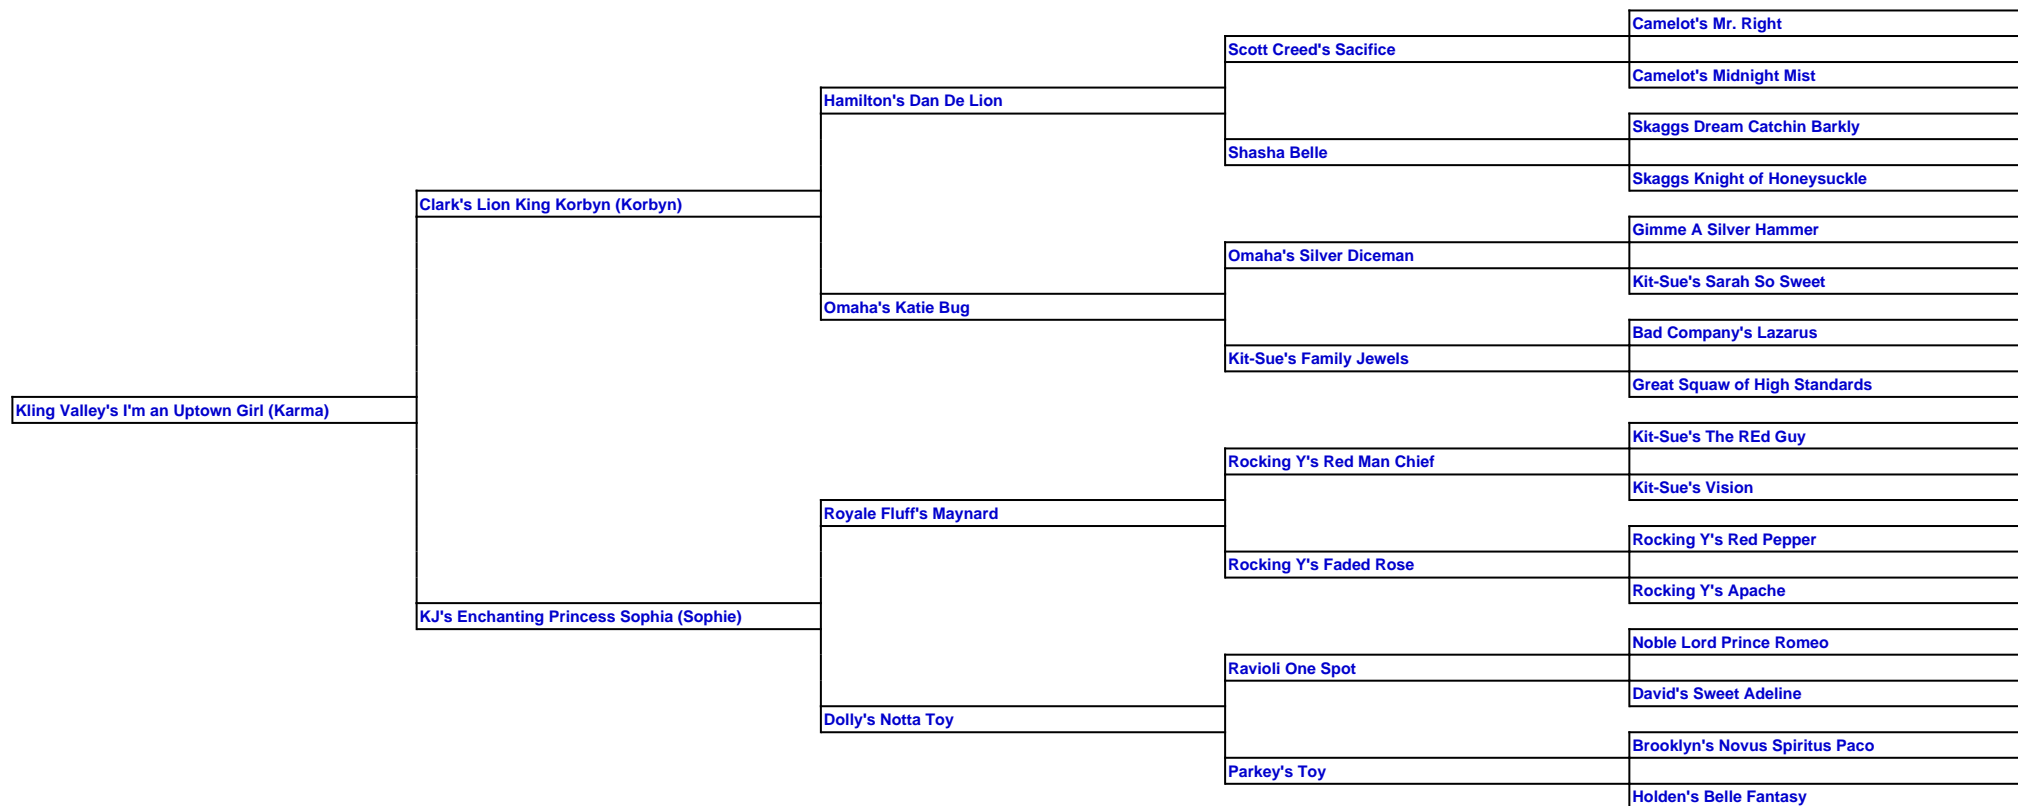 Camelot's Mr. Right
Scott Creed's Sacifice
Camelot's Midnight Mist
Hamilton's Dan De Lion
Skaggs Dream Catchin Barkly
Shasha Belle
Skaggs Knight of Honeysuckle
Clark's Lion King Korbyn (Korbyn)
Gimme A Silver Hammer
Omaha's Silver Diceman
Kit-Sue's Sarah So Sweet
Omaha's Katie Bug
Bad Company's Lazarus
Kit-Sue's Family Jewels
Great Squaw of High Standards
Kling Valley's I'm an Uptown Girl (Karma)
Kit-Sue's The REd Guy
Rocking Y's Red Man Chief
Kit-Sue's Vision
Royale Fluff's Maynard
Rocking Y's Red Pepper
Rocking Y's Faded Rose
Rocking Y's Apache
KJ's Enchanting Princess Sophia (Sophie)
Noble Lord Prince Romeo
Ravioli One Spot
David's Sweet Adeline
Dolly's Notta Toy
Brooklyn's Novus Spiritus Paco
Parkey's Toy
Holden's Belle Fantasy